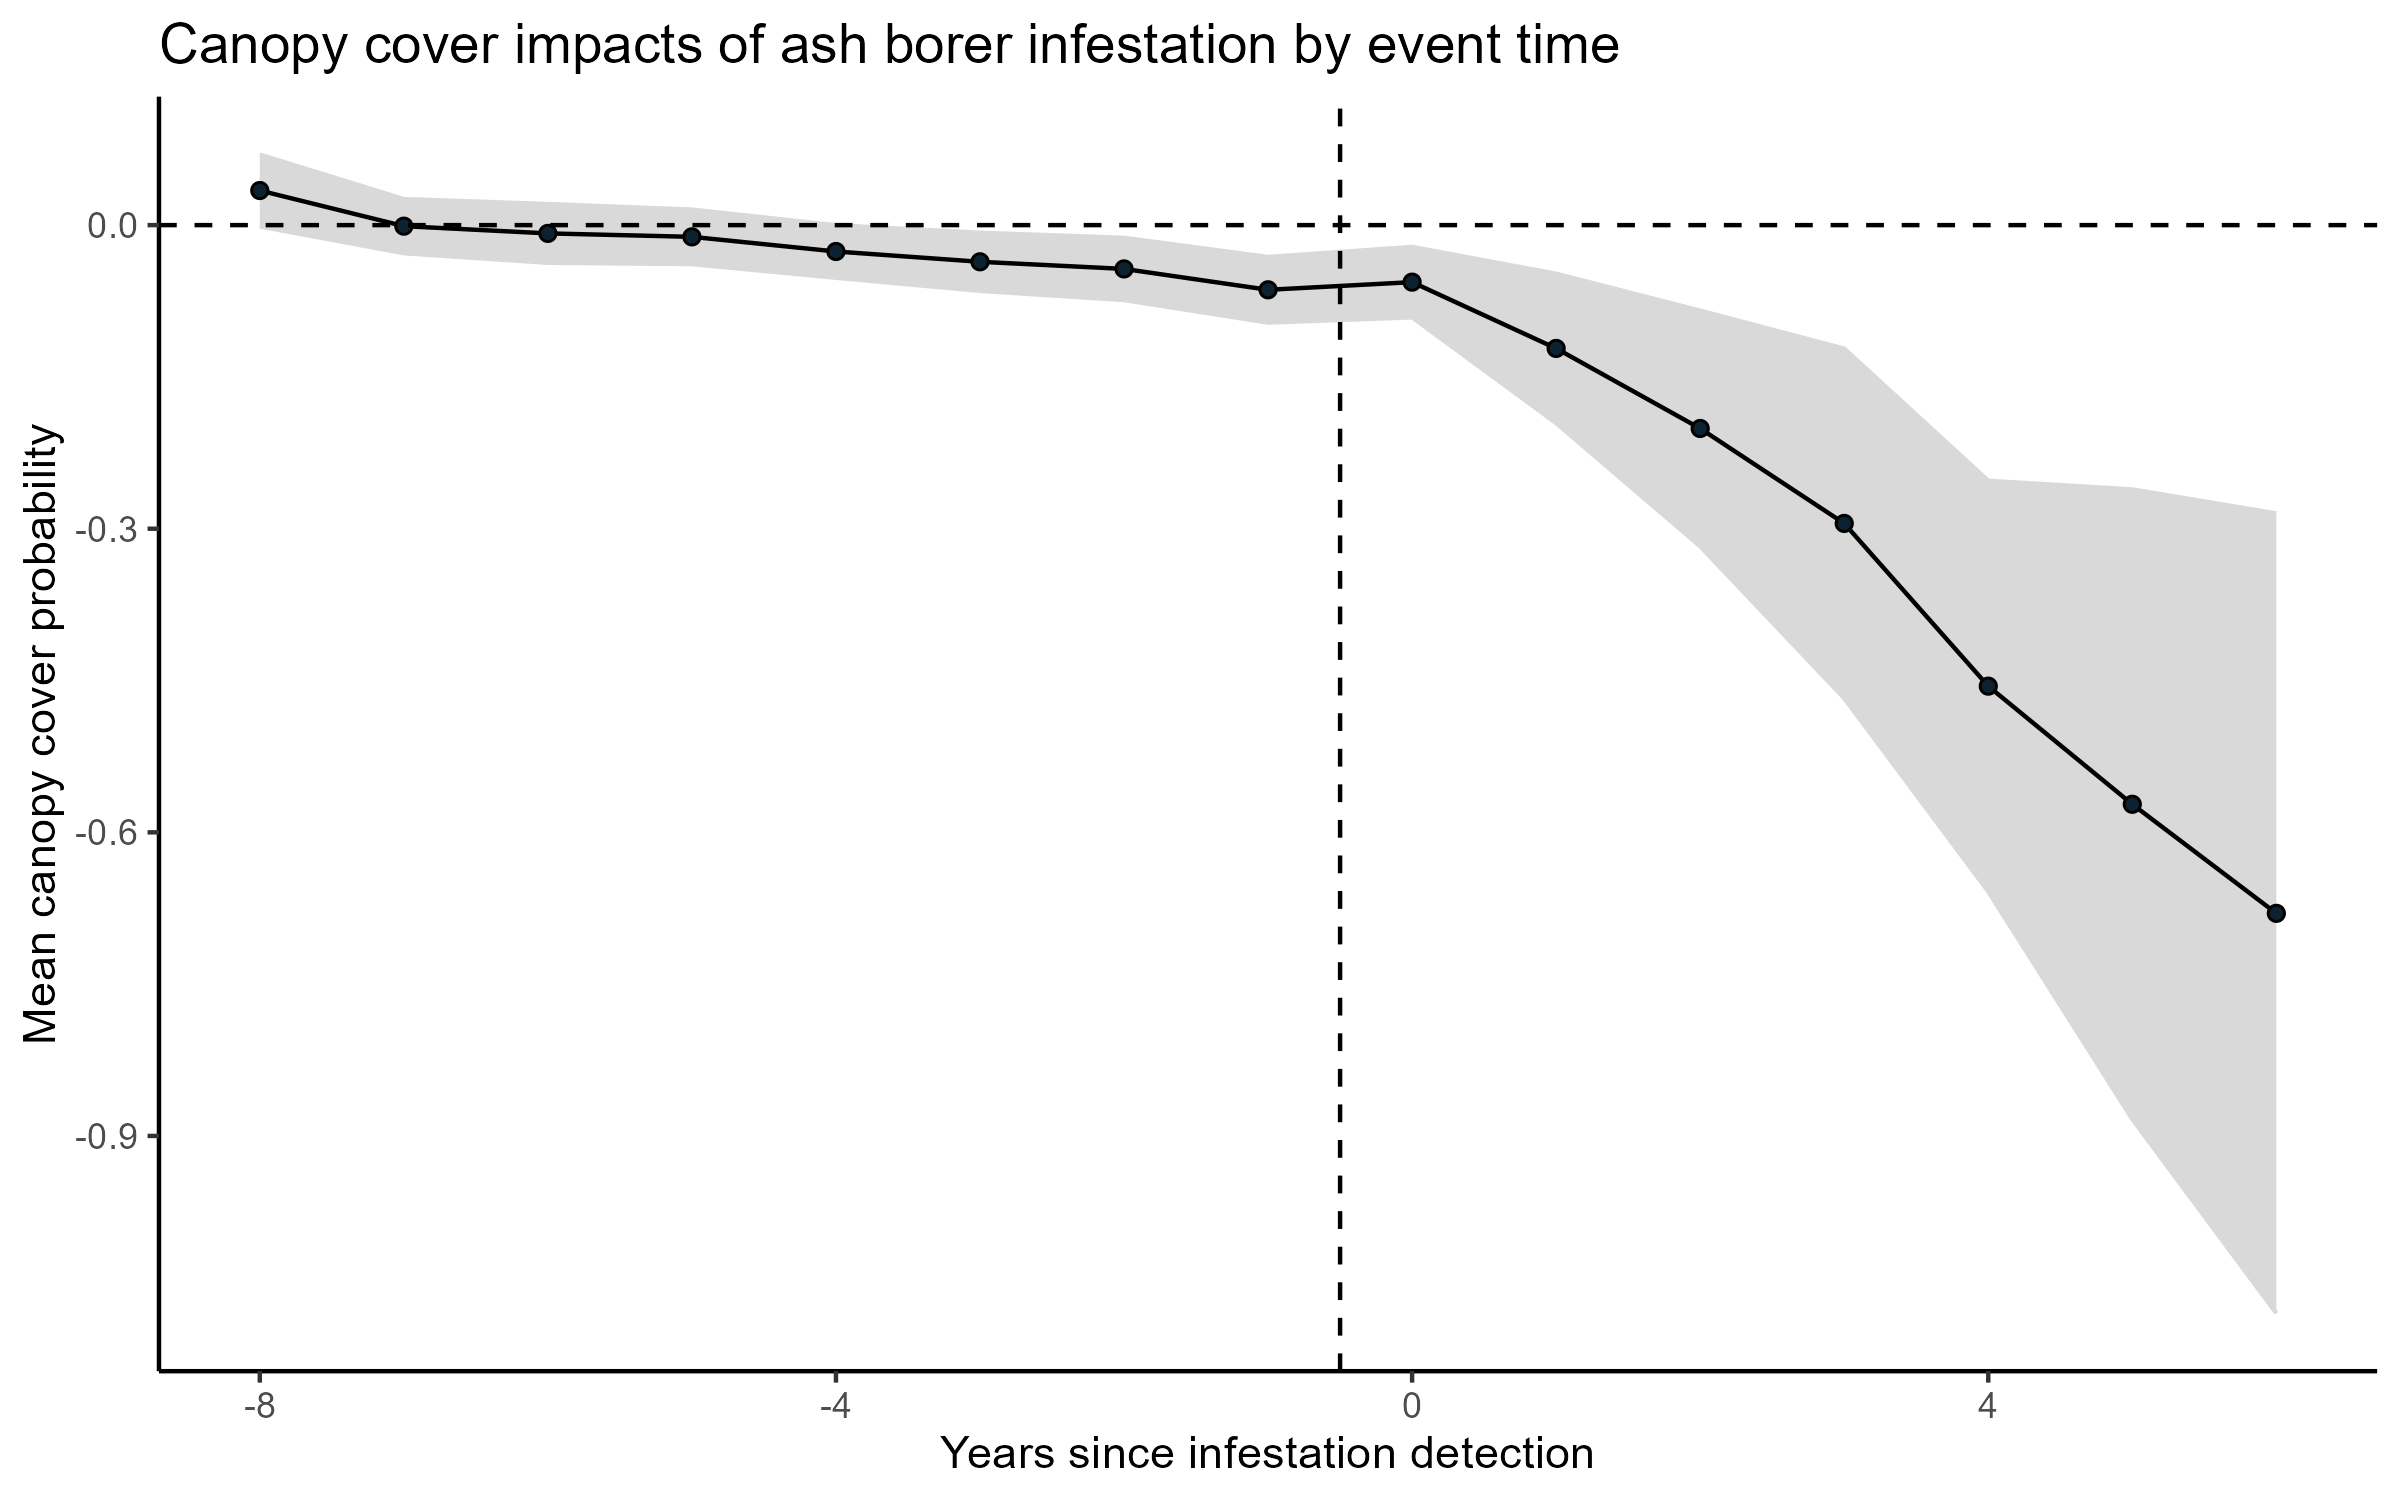 Canopy cover impacts of ash borer infestation by event time
Mean canopy cover probability
0.0
-0.3
-0.6
-0.9
-8
-4
0
4
Years since infestation detection